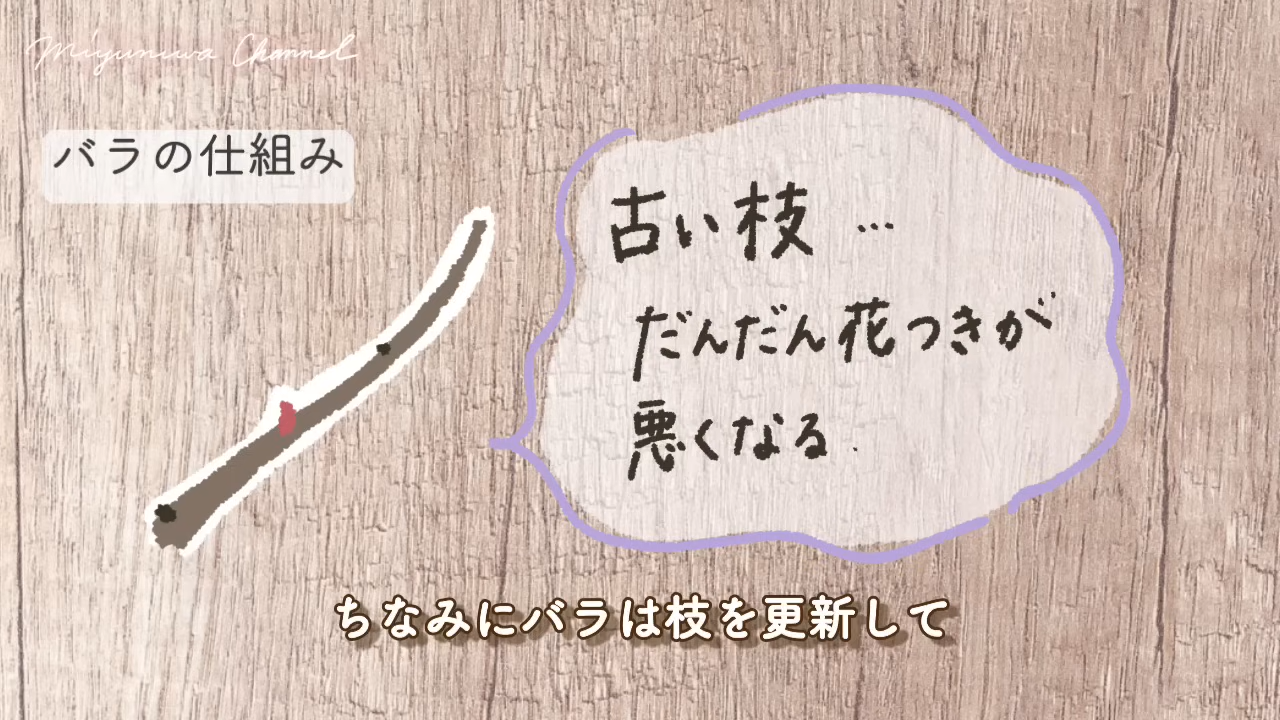 Miyuniwa Channel
バラの仕組み
古い枝…
だんだん花つきが
悪くなる.
ちなみにバラは枝を更新して